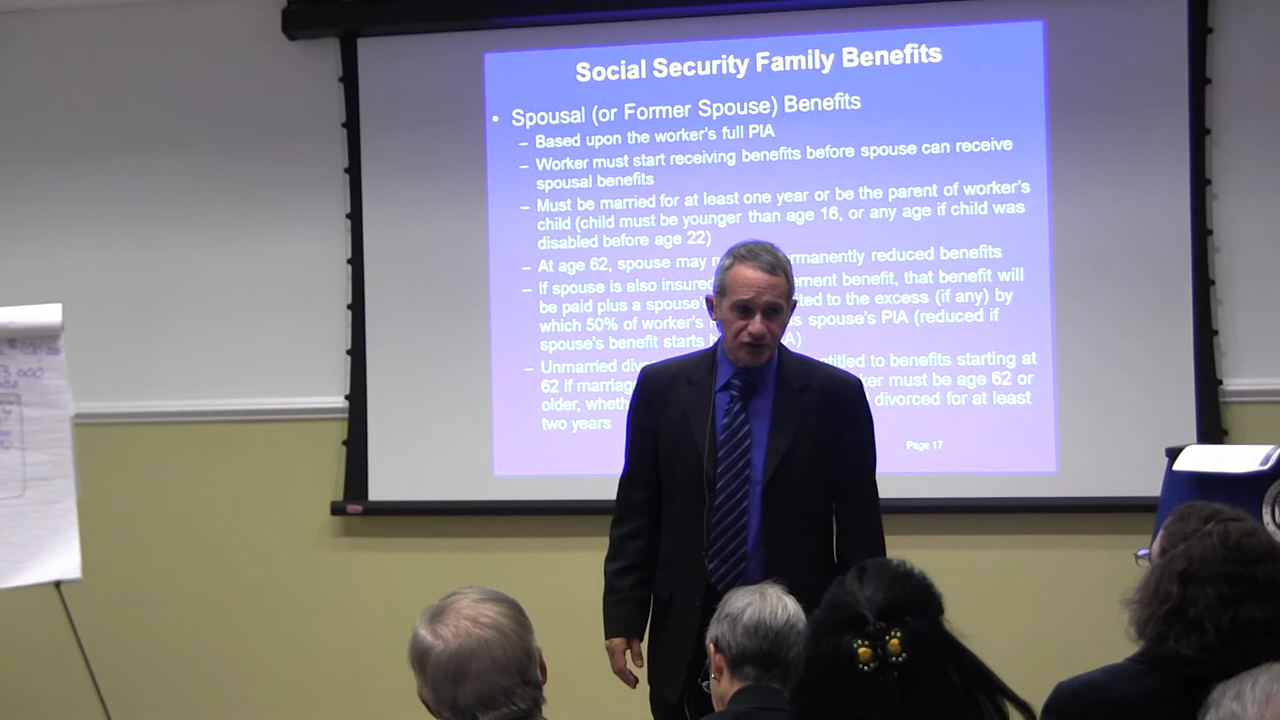 Social Security Family Benefits
• Spousal (or Former Spouse) Benefits
– Based upon the worker's full PIA
– Worker must start receiving benefits before spouse can receive
spousal benefits
– Must be married for at least one year or be the parent of worker's
child (child must be younger than age 16, or any age if child was
disabled before age 22)
– At age 62, spouse may rmanently reduced benefits
– If spouse is also insured ement benefit, that benefit will
be paid plus a spouse's ited to the excess (if any) by
which 50% of worker's s spouse's PIA (reduced if
spouse's benefit starts A)
– Unmarried div ntitled to benefits starting at
62 if marriag ker must be age 62 or
older, wheth divorced for at least
two years
Page 17
3 000